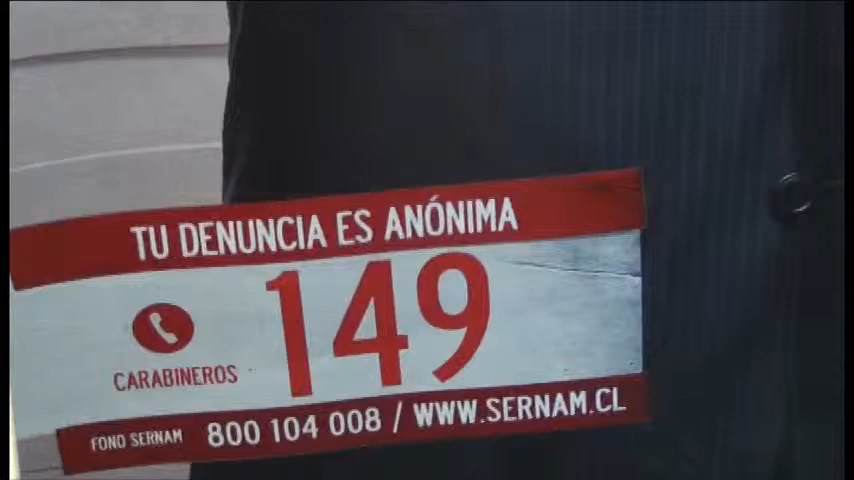 TU DENUNCIA ES ANÓNIMA
149
CARABINEROS
FONO SERNAM 800 104 008 / WWW.SERNAM.CL